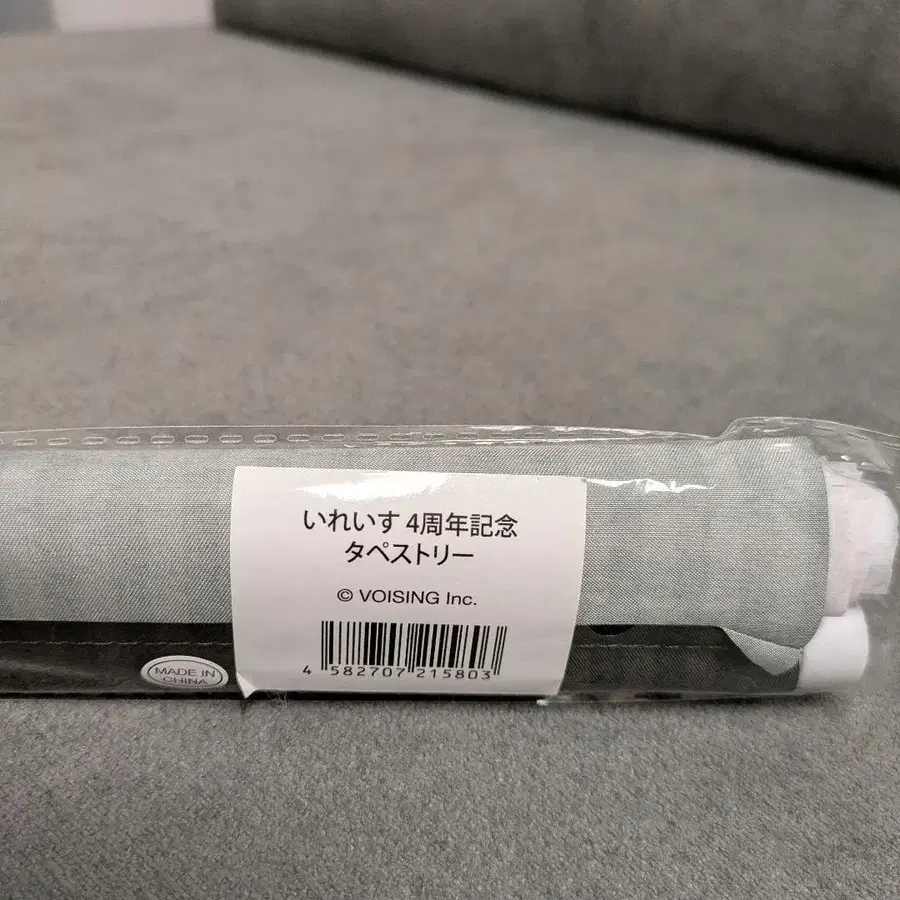 いれいす 4周年記念
タペストリー
© VOISING Inc.
4 582707 215803
MADE IN
CHINA